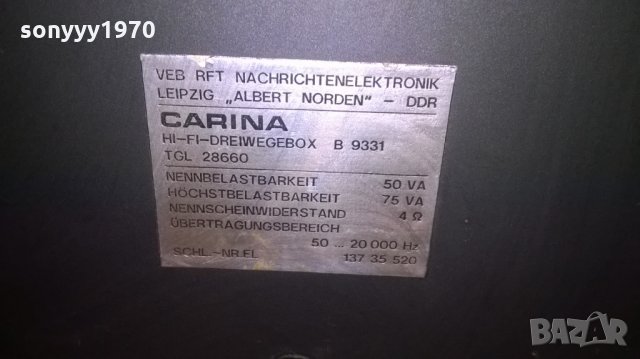 sonyyy1970
VEB RFT NACHRICHTENELEKTRONIK
LEIPZIG „ALBERT NORDEN" – DDR
CARINA
HI-FI-DREIWEGEBOX B 9331
TGL 28660
NENNBELASTBARKEIT 50 VA
HÖCHSTBELASTBARKEIT 75 VA
NENNSCHEINWIDERSTAND 4 Ω
ÜBERTRAGUNGSBEREICH
50 ... 20 000 Hz
SCHL.-NR.EL 137 35 520
BAZAR